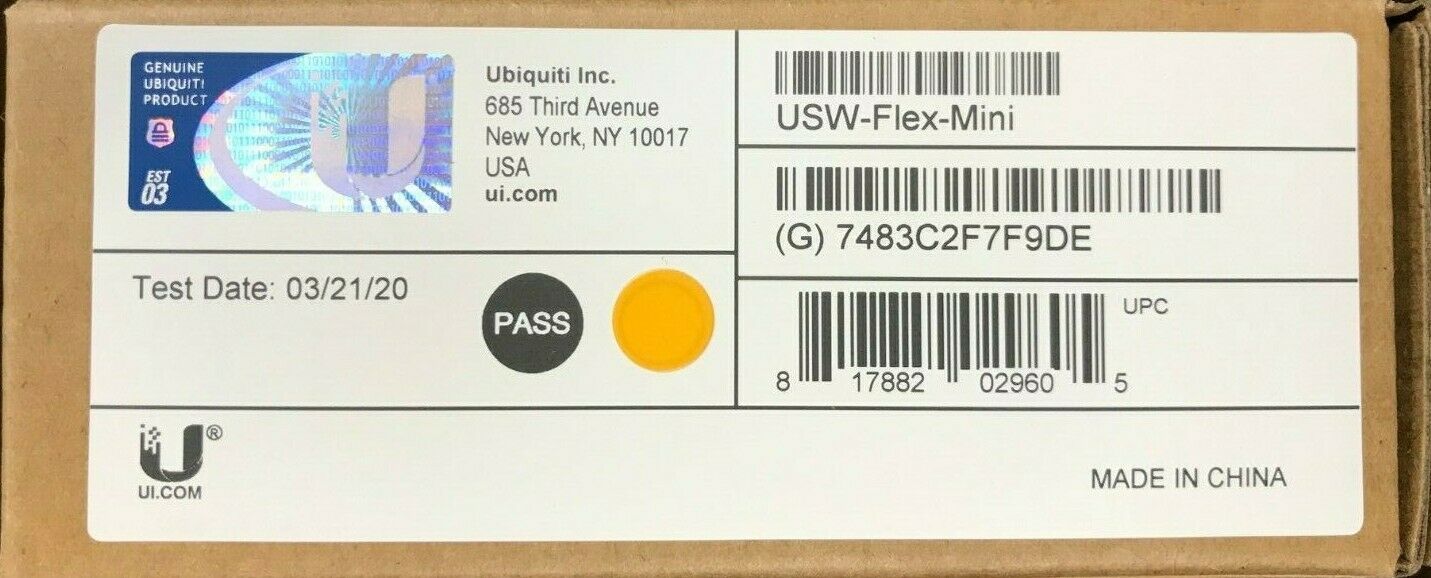 GENUINE
UBIQUITI
PRODUCT
EST
03
Ubiquiti Inc.
685 Third Avenue
New York, NY 10017
USA
ui.com
USW-Flex-Mini
(G) 7483C2F7F9DE
Test Date: 03/21/20
PASS
UPC
8 17882 02960 5
U®
UI.COM
MADE IN CHINA